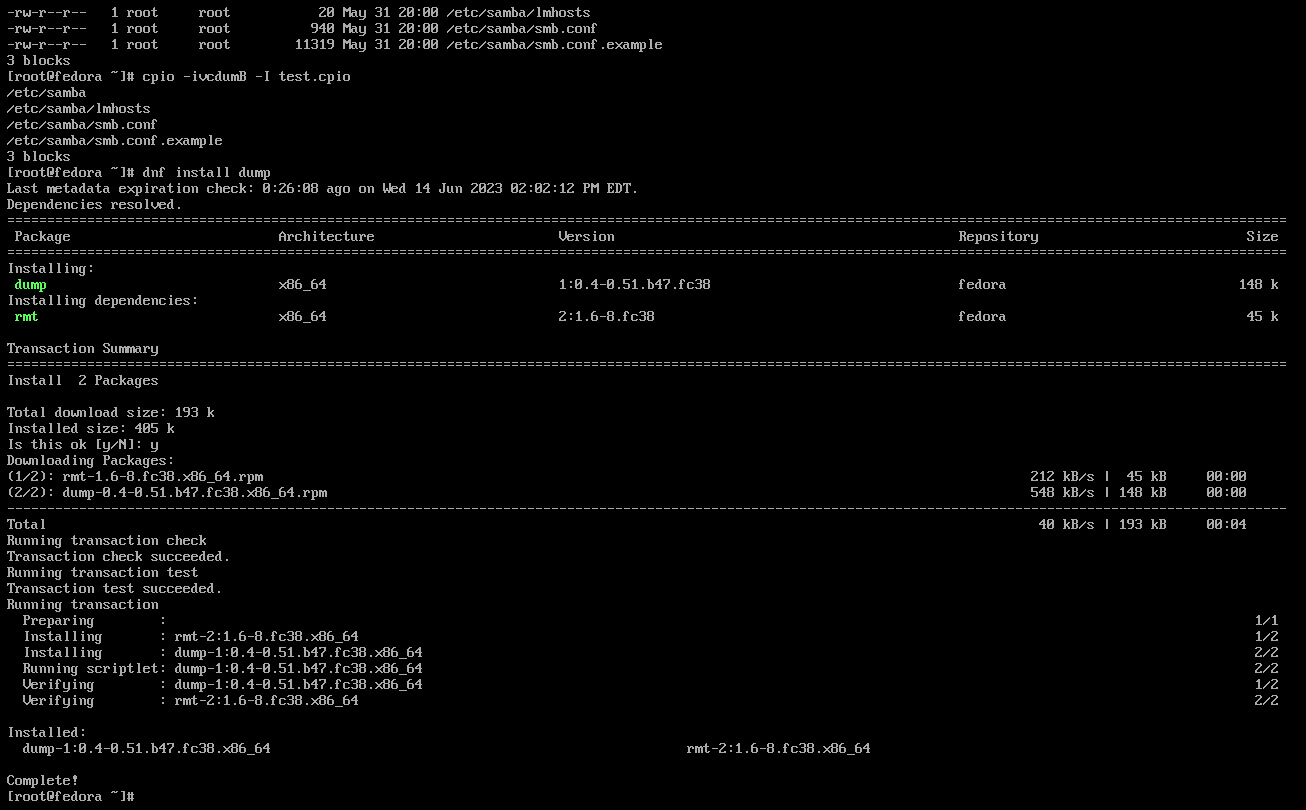 -rw-r--r--   1 root     root           20 May 31 20:00 /etc/samba/lmhosts
-rw-r--r--   1 root     root          940 May 31 20:00 /etc/samba/smb.conf
-rw-r--r--   1 root     root        11319 May 31 20:00 /etc/samba/smb.conf.example
3 blocks
[root@fedora ~]# cpio -ivcdumB -I test.cpio
/etc/samba
/etc/samba/lmhosts
/etc/samba/smb.conf
/etc/samba/smb.conf.example
3 blocks
[root@fedora ~]# dnf install dump
Last metadata expiration check: 0:26:08 ago on Wed 14 Jun 2023 02:02:12 PM EDT.
Dependencies resolved.
Package Architecture Version Repository Size
Installing:
dump x86_64 1:0.4-0.51.b47.fc38 fedora 148 k
Installing dependencies:
rmt x86_64 2:1.6-8.fc38 fedora 45 k
Transaction Summary
Install  2 Packages
Total download size: 193 k
Installed size: 405 k
Is this ok [y/N]: y
Downloading Packages:
(1/2): rmt-1.6-8.fc38.x86_64.rpm 212 kB/s |  45 kB     00:00
(2/2): dump-0.4-0.51.b47.fc38.x86_64.rpm 548 kB/s | 148 kB     00:00
Total 40 kB/s | 193 kB     00:04
Running transaction check
Transaction check succeeded.
Running transaction test
Transaction test succeeded.
Running transaction
Preparing        : 1/1
Installing       : rmt-2:1.6-8.fc38.x86_64 1/2
Installing       : dump-1:0.4-0.51.b47.fc38.x86_64 2/2
Running scriptlet: dump-1:0.4-0.51.b47.fc38.x86_64 2/2
Verifying        : dump-1:0.4-0.51.b47.fc38.x86_64 1/2
Verifying        : rmt-2:1.6-8.fc38.x86_64 2/2
Installed:
dump-1:0.4-0.51.b47.fc38.x86_64 rmt-2:1.6-8.fc38.x86_64
Complete!
[root@fedora ~]#